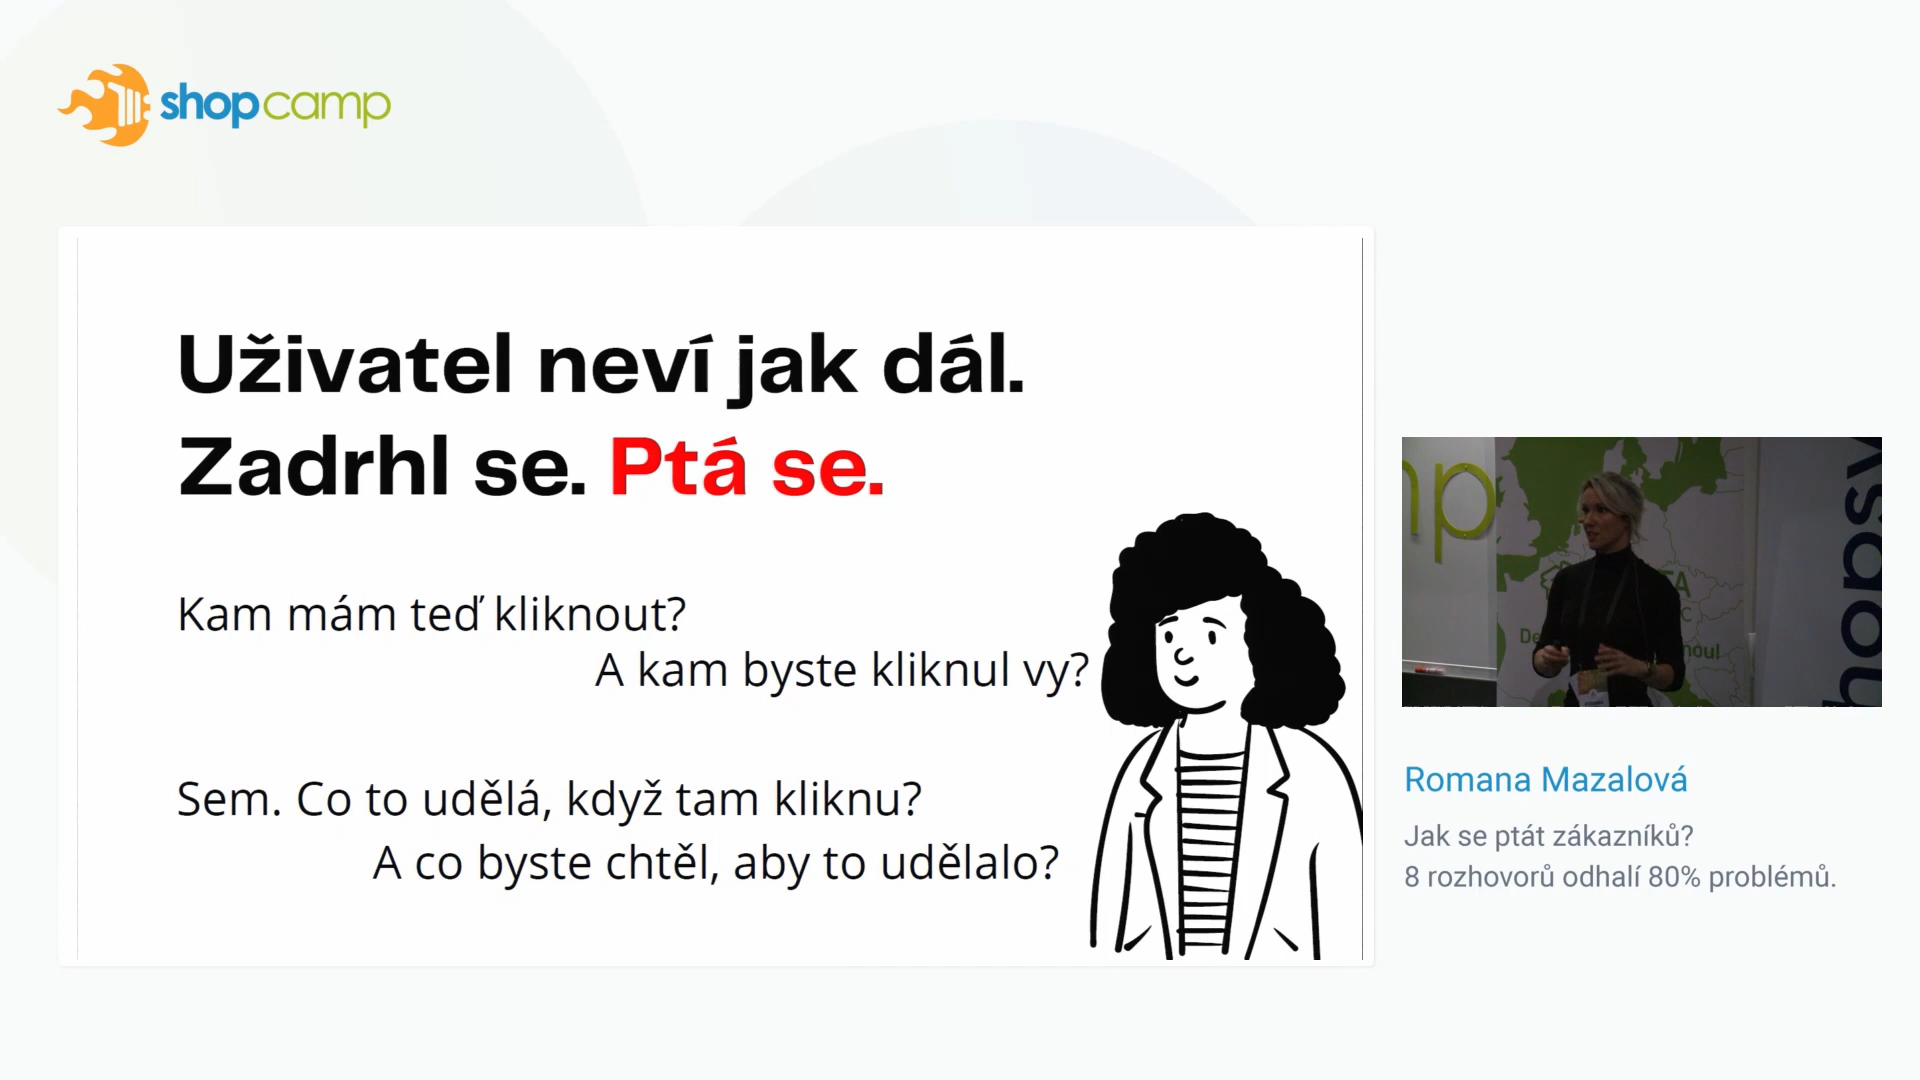 shopcamp
Uživatel neví jak dál.
Zadrhl se. Ptá se.
Kam mám teď kliknout?
A kam byste kliknul vy?
Sem. Co to udělá, když tam kliknu?
A co byste chtěl, aby to udělalo?
Romana Mazalová
Jak se ptát zákazníků?
8 rozhovorů odhalí 80% problémů.